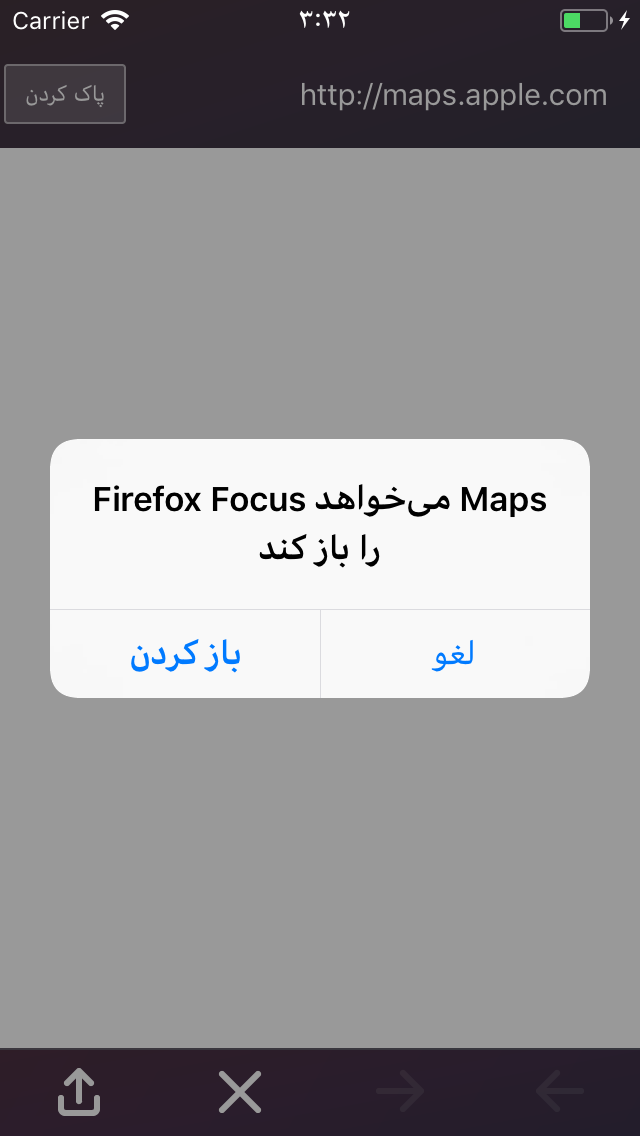 Carrier
۳:۳۲
پاک کردن
http://maps.apple.com
Firefox Focus می‌خواهد Maps
را باز کند
لغو
باز کردن